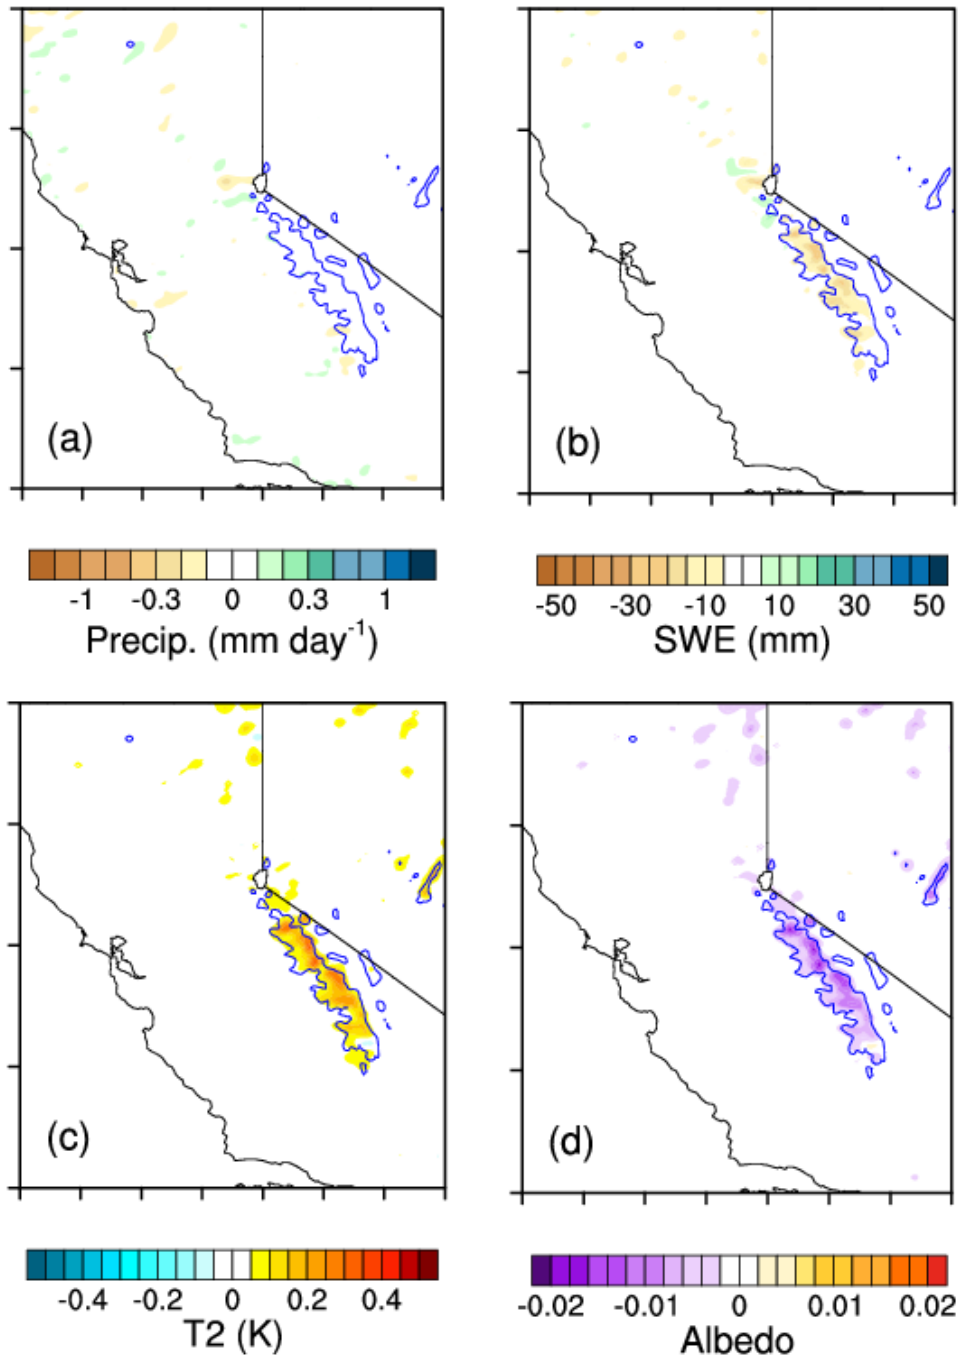 (a)
(b)
-1 -0.3 0 0.3 1
Precip. (mm day⁻¹)
-50 -30 -10 10 30 50
SWE (mm)
(c)
(d)
-0.4 -0.2 0 0.2 0.4
T2 (K)
-0.02 -0.01 0 0.01 0.02
Albedo